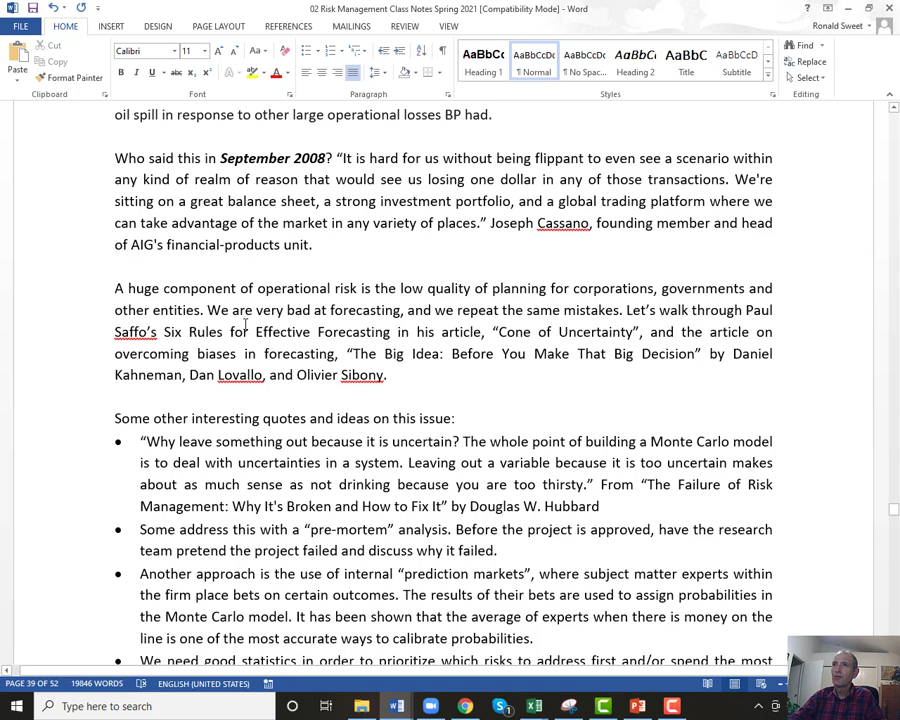 02 Risk Management Class Notes Spring 2021 [Compatibility Mode] - Word
FILE HOME INSERT DESIGN PAGE LAYOUT REFERENCES MAILINGS REVIEW VIEW Ronald Sweet
Cut
Copy
Format Painter
Paste
Clipboard
Calibri 11
Font
Paragraph
AaBbCc AaBbCcDc AaBbCcDc AaBbCc AaBbC AaBbCcD
Heading 1 ¶ Normal ¶ No Spac... Heading 2 Title Subtitle
Styles
Find
Replace
Select
Editing
oil spill in response to other large operational losses BP had.
Who said this in September 2008? “It is hard for us without being flippant to even see a scenario within
any kind of realm of reason that would see us losing one dollar in any of those transactions. We're
sitting on a great balance sheet, a strong investment portfolio, and a global trading platform where we
can take advantage of the market in any variety of places.” Joseph Cassano, founding member and head
of AIG's financial-products unit.
A huge component of operational risk is the low quality of planning for corporations, governments and
other entities. We are very bad at forecasting, and we repeat the same mistakes. Let’s walk through Paul
Saffo’s Six Rules for Effective Forecasting in his article, “Cone of Uncertainty”, and the article on
overcoming biases in forecasting, “The Big Idea: Before You Make That Big Decision” by Daniel
Kahneman, Dan Lovallo, and Olivier Sibony.
Some other interesting quotes and ideas on this issue:
• “Why leave something out because it is uncertain? The whole point of building a Monte Carlo model
is to deal with uncertainties in a system. Leaving out a variable because it is too uncertain makes
about as much sense as not drinking because you are too thirsty.” From “The Failure of Risk
Management: Why It's Broken and How to Fix It” by Douglas W. Hubbard
• Some address this with a “pre-mortem” analysis. Before the project is approved, have the research
team pretend the project failed and discuss why it failed.
• Another approach is the use of internal “prediction markets”, where subject matter experts within
the firm place bets on certain outcomes. The results of their bets are used to assign probabilities in
the Monte Carlo model. It has been shown that the average of experts when there is money on the
line is one of the most accurate ways to calibrate probabilities.
• We need good statistics in order to prioritize which risks to address first and/or spend the most
PAGE 39 OF 52 19846 WORDS ENGLISH (UNITED STATES)
Type here to search